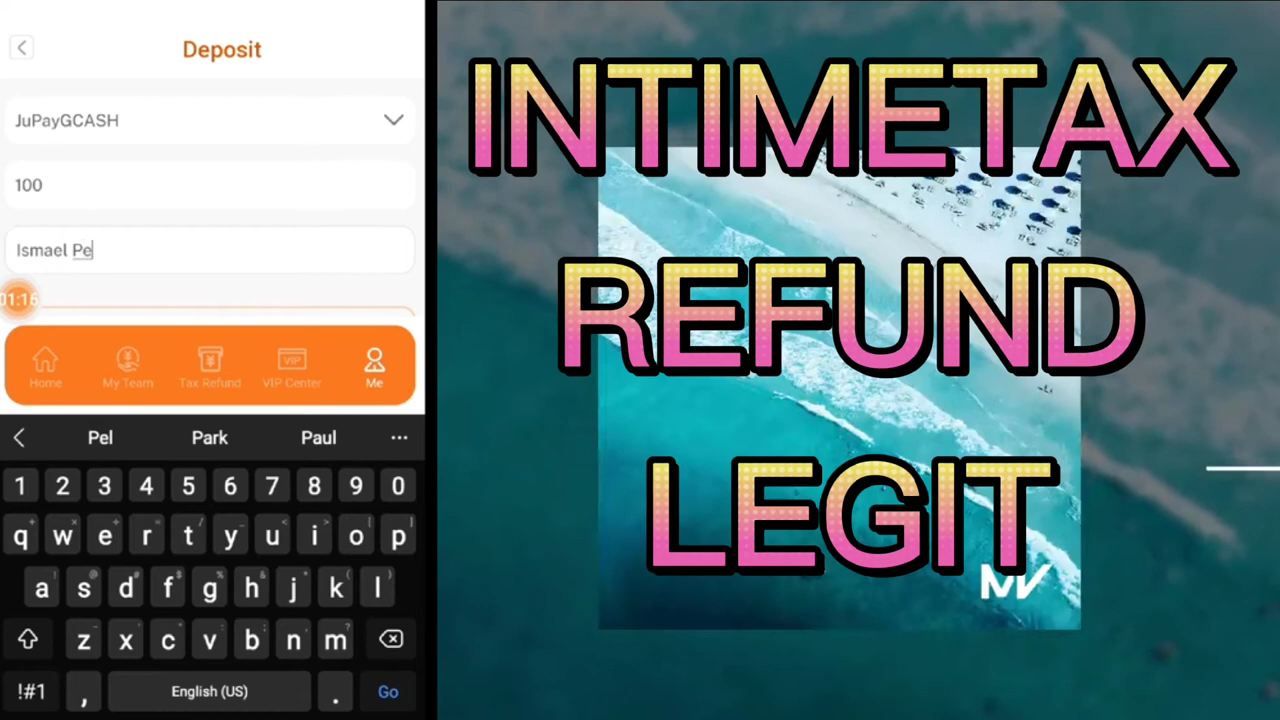 Deposit
JuPayGCASH
100
Ismael Pe
01:16
Home
My Team
Tax Refund
VIP
VIP Center
Me
Pel Park Paul
1 2 3 4 5 6 7 8 9 0
q w e r t y u i o p
a s d f g h j k l
z x c v b n m
!#1 , English (US) . Go
INTIMETAX
REFUND
LEGIT